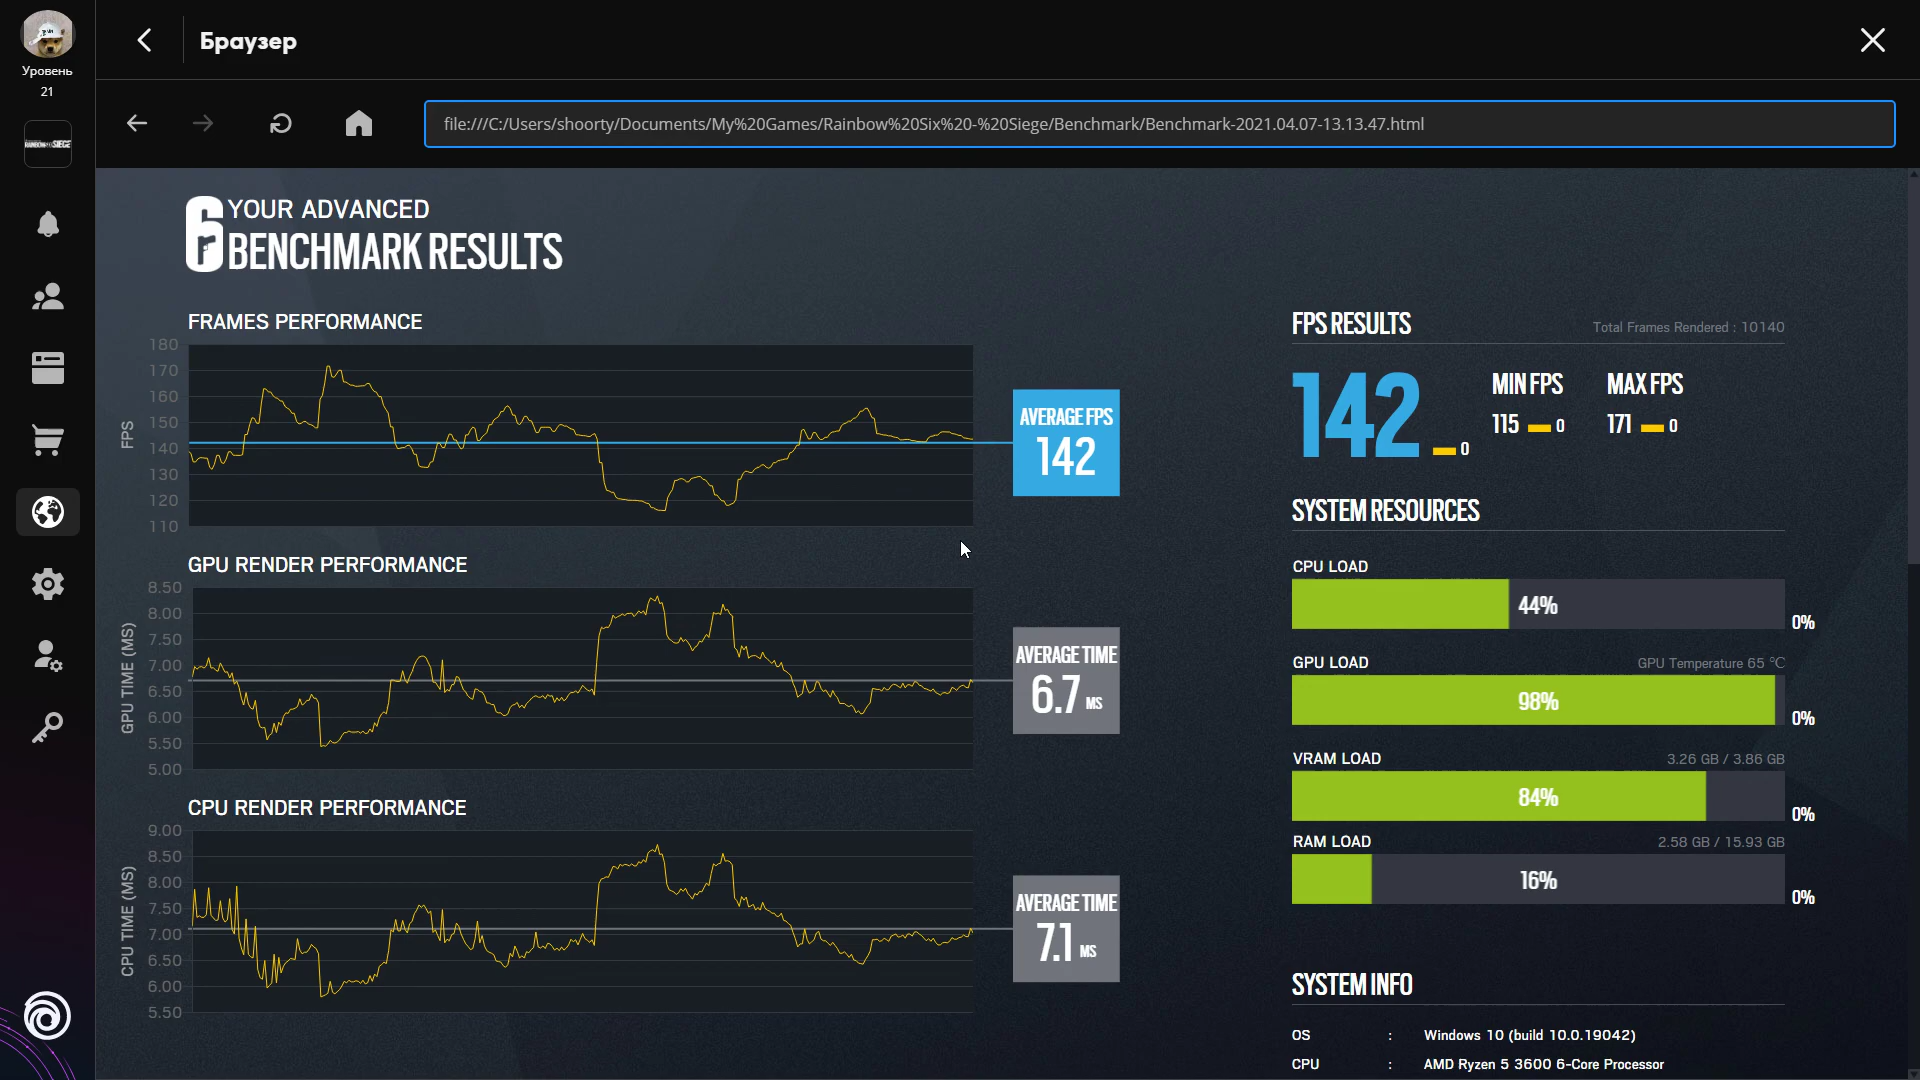 Уровень
21
Браузер
file:///C:/Users/shoorty/Documents/My%20Games/Rainbow%20Six%20-%20Siege/Benchmark/Benchmark-2021.04.07-13.13.47.html
YOUR ADVANCED
BENCHMARK RESULTS
FRAMES PERFORMANCE
FPS
180
170
160
150
140
130
120
110
AVERAGE FPS
142
GPU RENDER PERFORMANCE
GPU TIME (MS)
8.50
8.00
7.50
7.00
6.50
6.00
5.50
5.00
AVERAGE TIME
6.7 MS
CPU RENDER PERFORMANCE
CPU TIME (MS)
9.00
8.50
8.00
7.50
7.00
6.50
6.00
5.50
AVERAGE TIME
7.1 MS
FPS RESULTS
Total Frames Rendered : 10140
142 0
MIN FPS
115 0
MAX FPS
171 0
SYSTEM RESOURCES
CPU LOAD
44%
0%
GPU LOAD
GPU Temperature 65 °C
98%
0%
VRAM LOAD
3.26 GB / 3.86 GB
84%
0%
RAM LOAD
2.58 GB / 15.93 GB
16%
0%
SYSTEM INFO
OS : Windows 10 (build 10.0.19042)
CPU : AMD Ryzen 5 3600 6-Core Processor